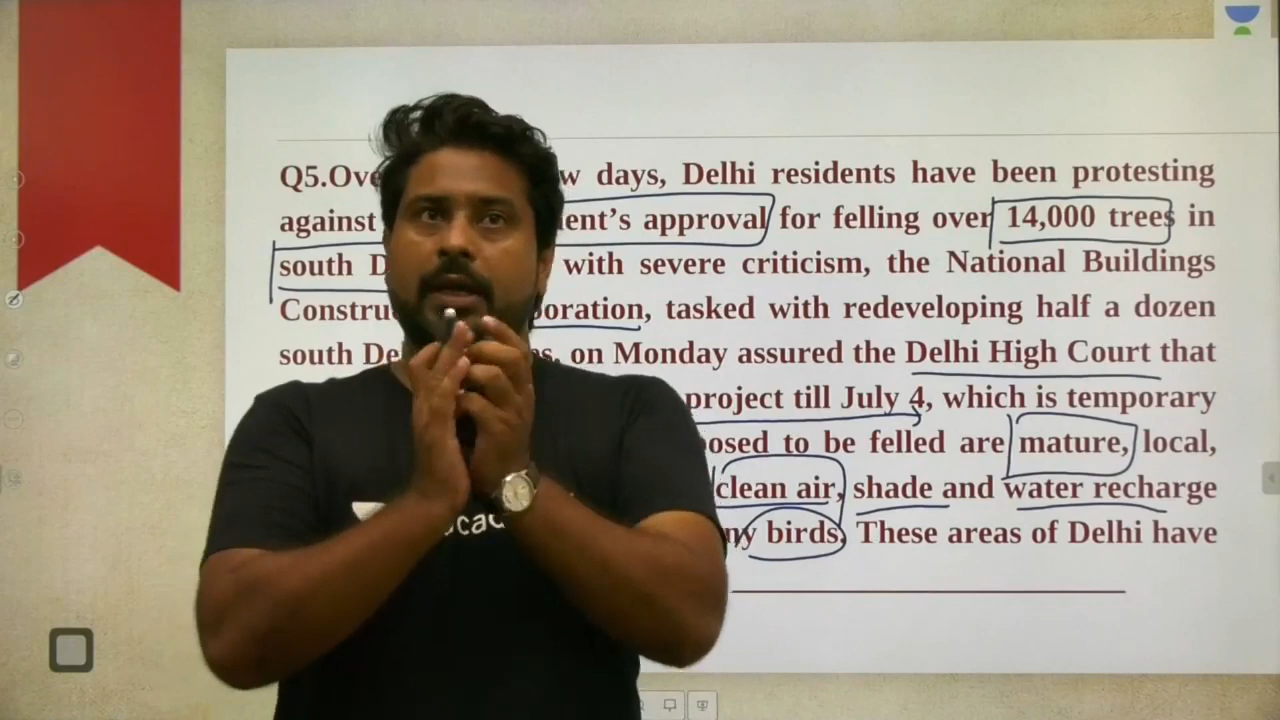 Q5.Ove w days, Delhi residents have been protesting
against ent's approval for felling over 14,000 trees in
south D with severe criticism, the National Buildings
Constru oration, tasked with redeveloping half a dozen
south De es, on Monday assured the Delhi High Court that
project till July 4, which is temporary
osed to be felled are mature, local,
clean air, shade and water recharge
ny birds. These areas of Delhi have
cad